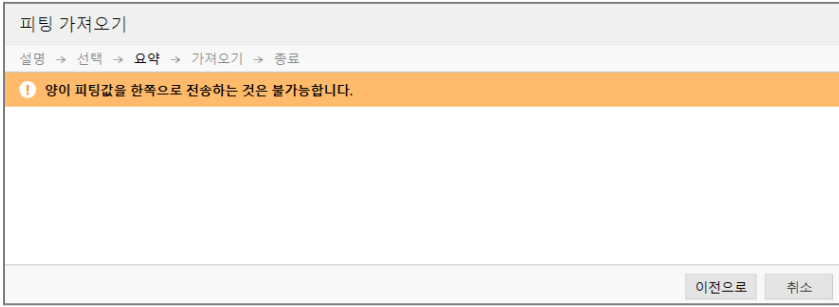 피팅 가져오기
설명 → 선택 → 요약 → 가져오기 → 종료
! 양이 피팅값을 한쪽으로 전송하는 것은 불가능합니다.
이전으로 취소